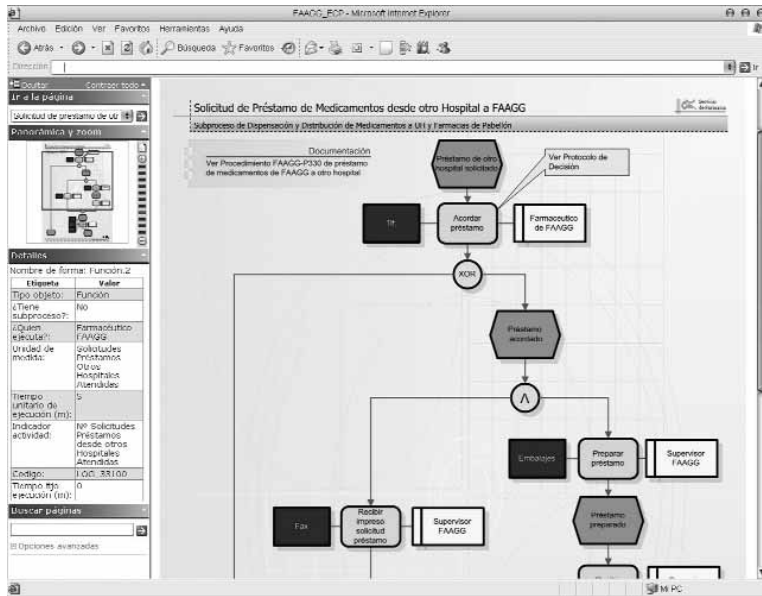 FAAGG_ECP - Microsoft Internet Explorer
Archivo Edición Ver Favoritos Herramientas Ayuda
Atrás Búsqueda Favoritos
Dirección Ir
Ocultar Contraer todo
Ir a la página
Solicitud de préstamo de otr
Panorámica y zoom
Detalles
Nombre de forma: Función.2
Etiqueta Valor
Tipo objeto: Función
¿Tiene subproceso?: No
¿Quien ejecuta?: Farmacéutico FAAGG
Unidad de medida: Solicitudes Préstamos Otros Hospitales Atendidas
Tiempo unitario de ejecución (m): 5
Indicador actividad: Nº Solicitudes Préstamos desde otros Hospitales Atendidas
Codigo: LOG_33100
Tiempo fijo ejecución (m): 0
Buscar páginas
Opciones avanzadas
Solicitud de Préstamo de Medicamentos desde otro Hospital a FAAGG
Subproceso de Dispensación y Distribución de Medicamentos a UH y Farmacias de Pabellón
Documentación
Ver Procedimiento FAAGG-P330 de préstamo
de medicamentos de FAAGG a otro hospital
Préstamo de otro
hospital solicitado
Ver Protocolo de
Decisión
Tlf.
Acordar
préstamo
Farmaceutico
de FAAGG
XOR
Préstamo
acordado
Λ
Embalajes
Preparar
préstamo
Supervisor
FAAGG
Préstamo
preparado
Fax
Recibir
impreso
solicitud
préstamo
Supervisor
FAAGG
Mi PC